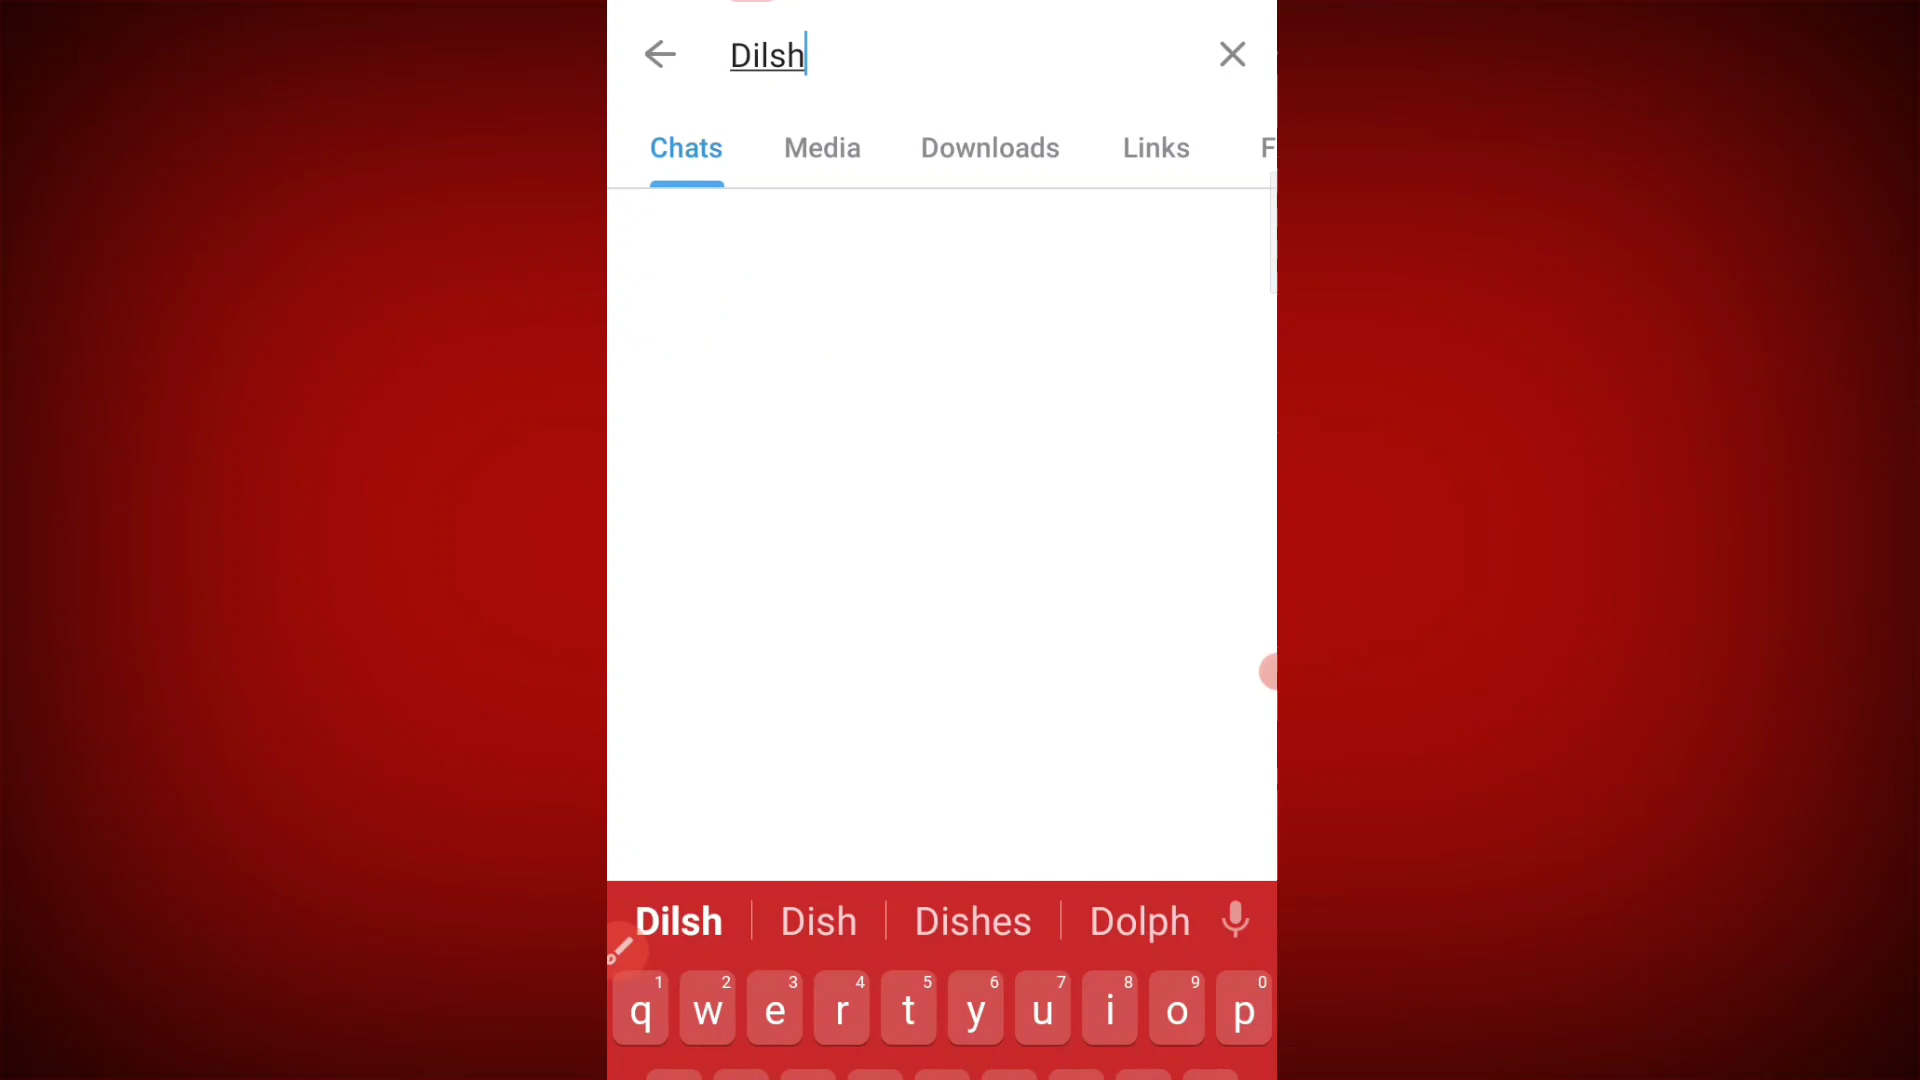 Dilsh
Chats Media Downloads Links F
Dilsh Dish Dishes Dolph
1 2 3 4 5 6 7 8 9 0
q w e r t y u i o p